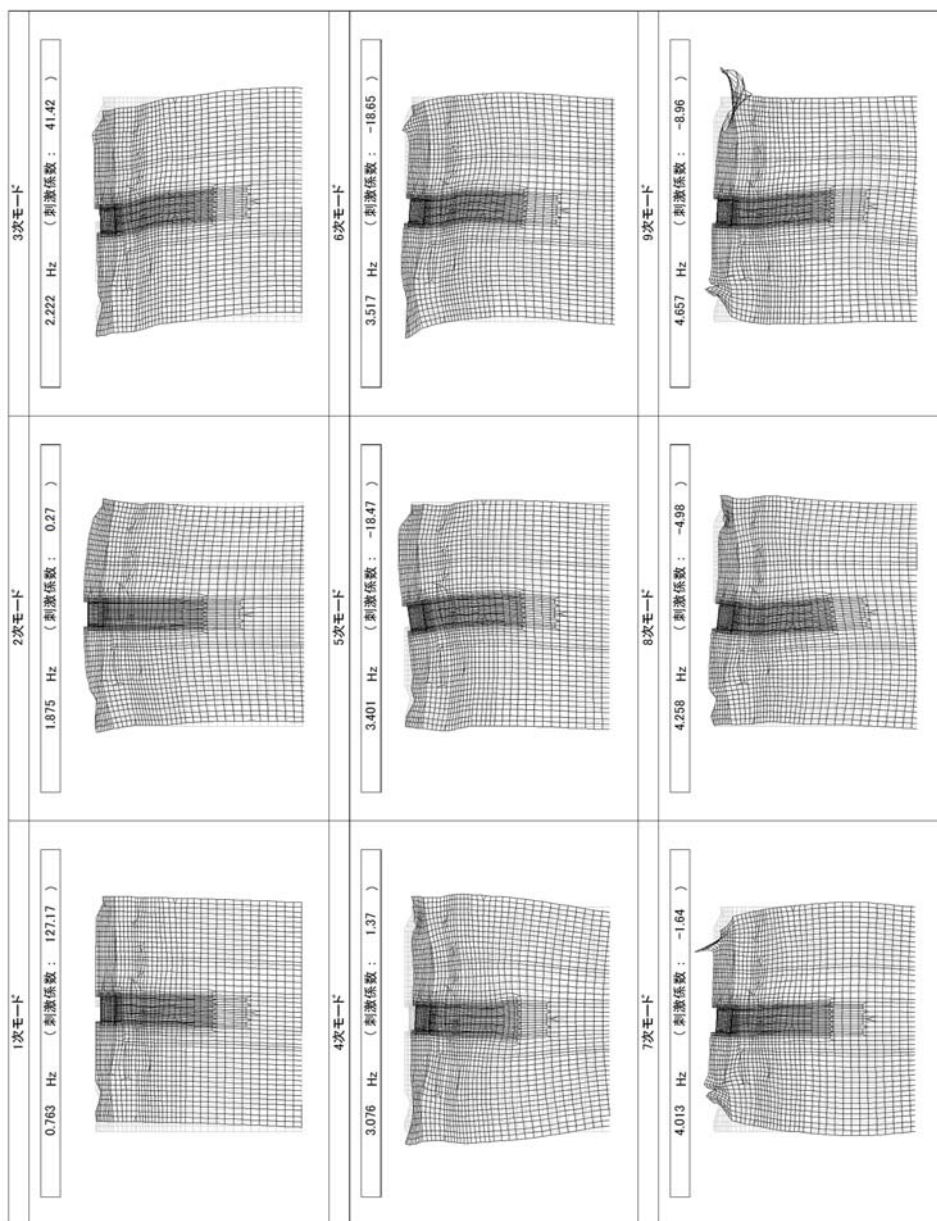 1次モード
0.763 Hz (刺激係数: 127.17 )
2次モード
1.875 Hz (刺激係数: 0.27 )
3次モード
2.222 Hz (刺激係数: 41.42 )
4次モード
3.076 Hz (刺激係数: 1.37 )
5次モード
3.401 Hz (刺激係数: -18.47 )
6次モード
3.517 Hz (刺激係数: -18.65 )
7次モード
4.013 Hz (刺激係数: -1.64 )
8次モード
4.258 Hz (刺激係数: -4.98 )
9次モード
4.657 Hz (刺激係数: -8.96 )